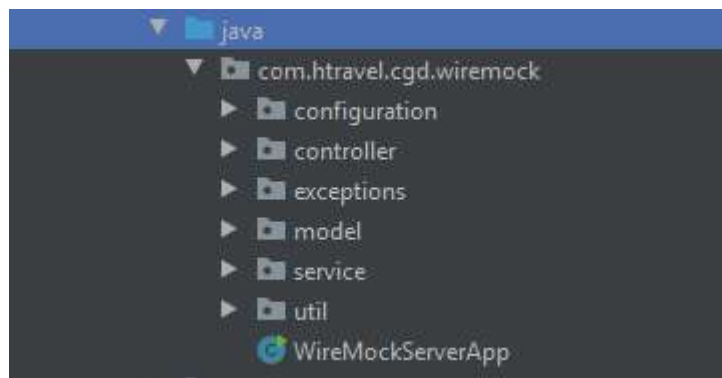 java
com.htravel.cgd.wiremock
configuration
controller
exceptions
model
service
util
WireMockServerApp